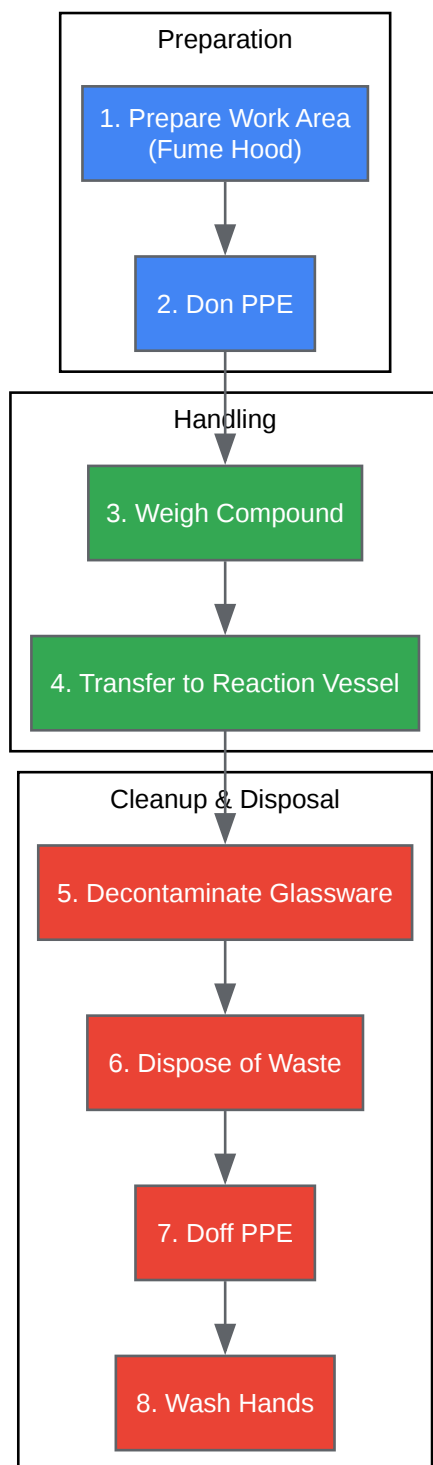 Preparation
1. Prepare Work Area
(Fume Hood)
2. Don PPE
Handling
3. Weigh Compound
4. Transfer to Reaction Vessel
Cleanup & Disposal
5. Decontaminate Glassware
6. Dispose of Waste
7. Doff PPE
8. Wash Hands